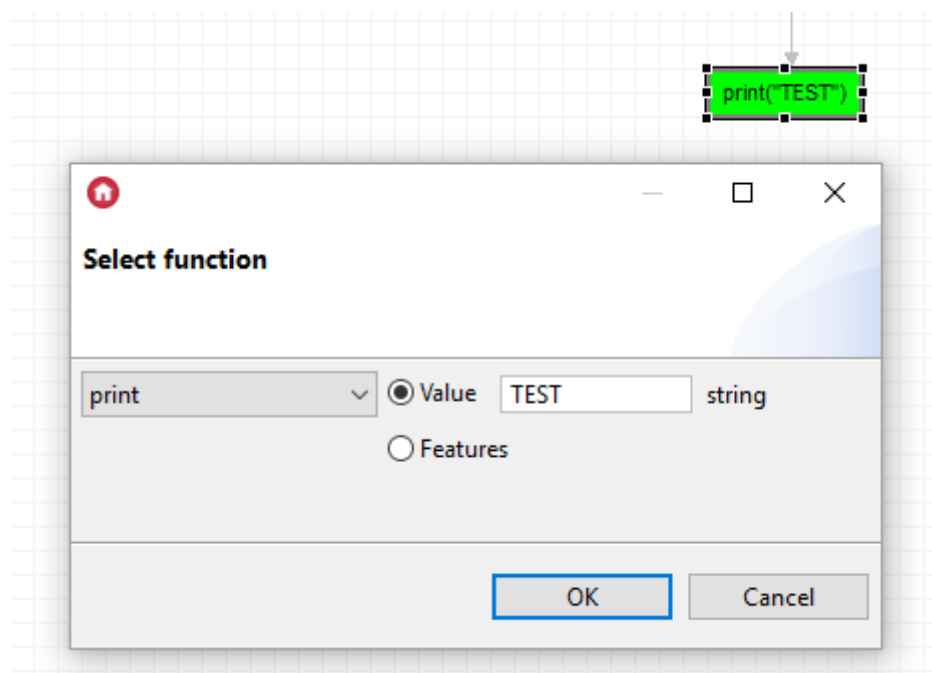 print("TEST")
Select function
print Value TEST string
Features
OK Cancel